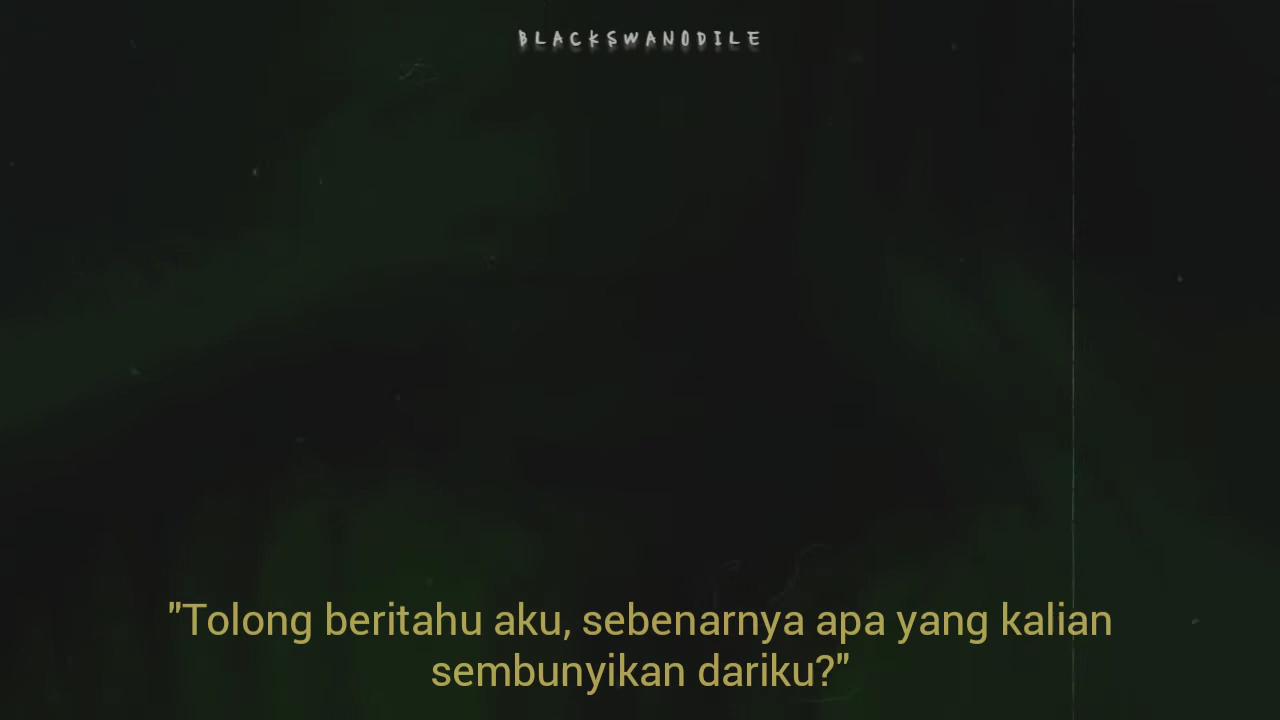 BLACKSWANODILE
"Tolong beritahu aku, sebenarnya apa yang kalian
sembunyikan dariku?"